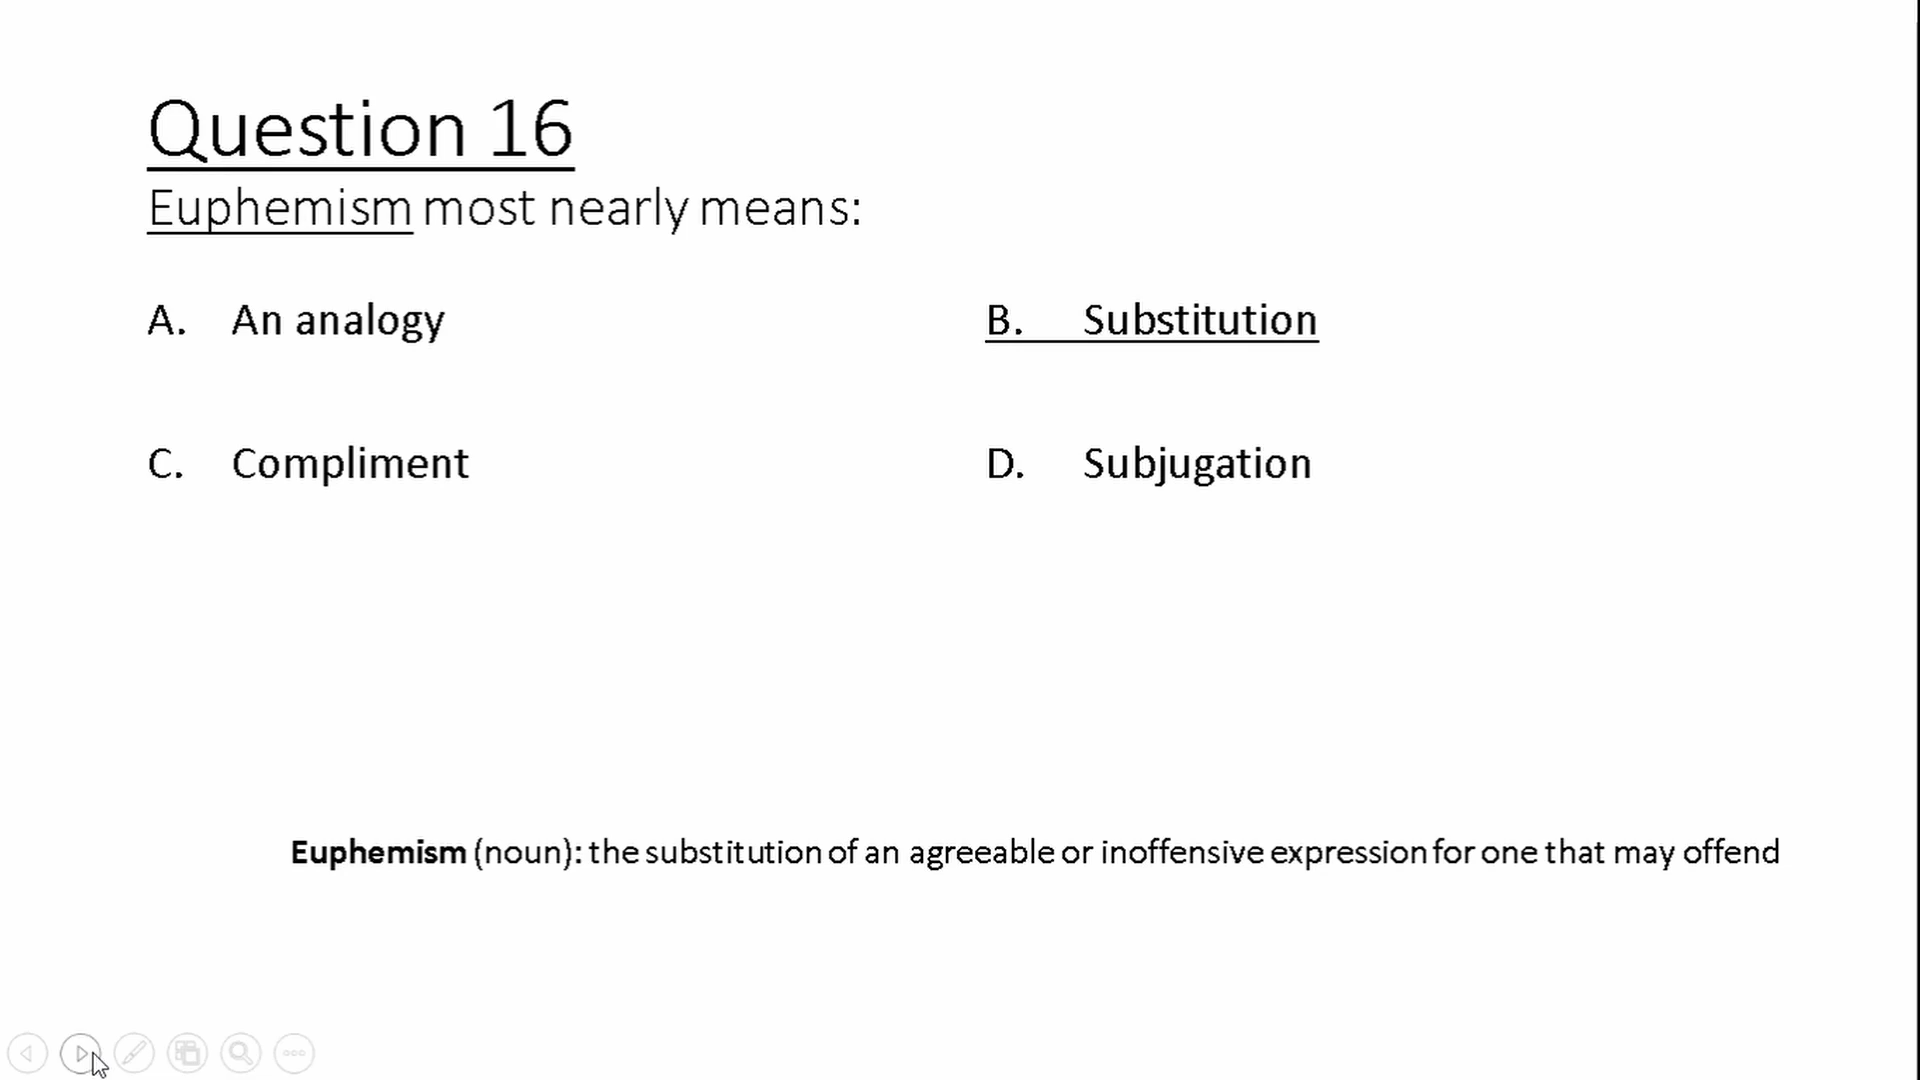 Question 16
Euphemism most nearly means:
A. An analogy
B. Substitution
C. Compliment
D. Subjugation
Euphemism (noun): the substitution of an agreeable or inoffensive expression for one that may offend